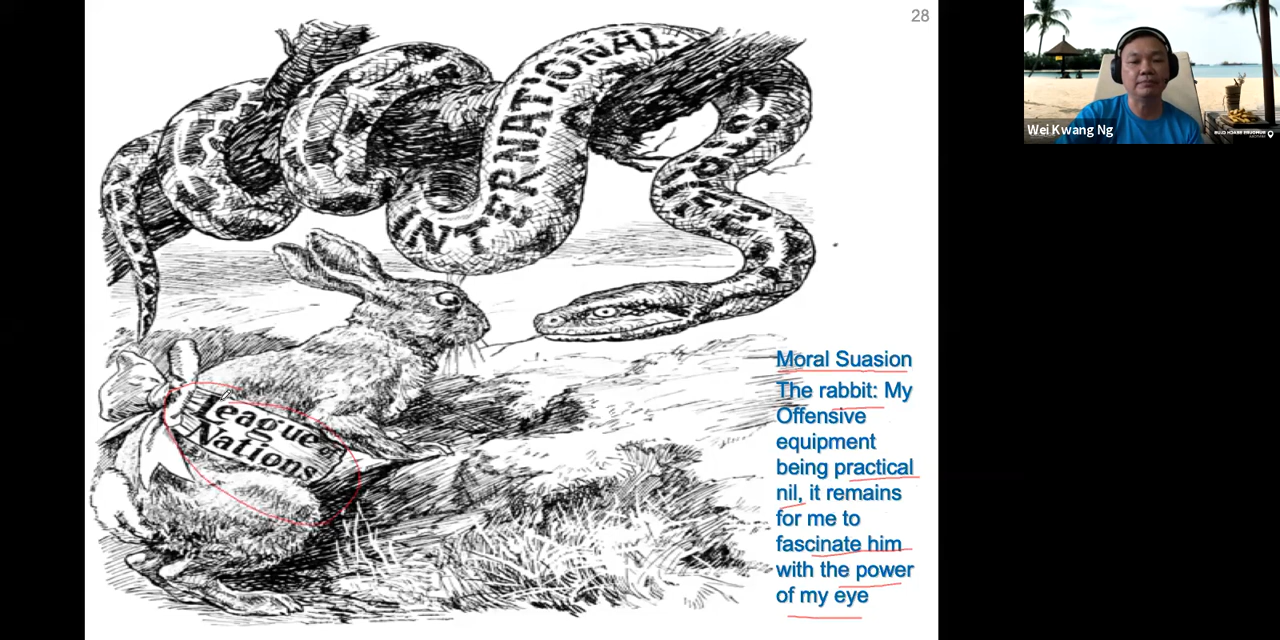 28
INTERNATIONAL
STRIFES
League of
Nations
Moral Suasion
The rabbit: My
Offensive
equipment
being practical
nil, it remains
for me to
fascinate him
with the power
of my eye
Wei Kwang Ng